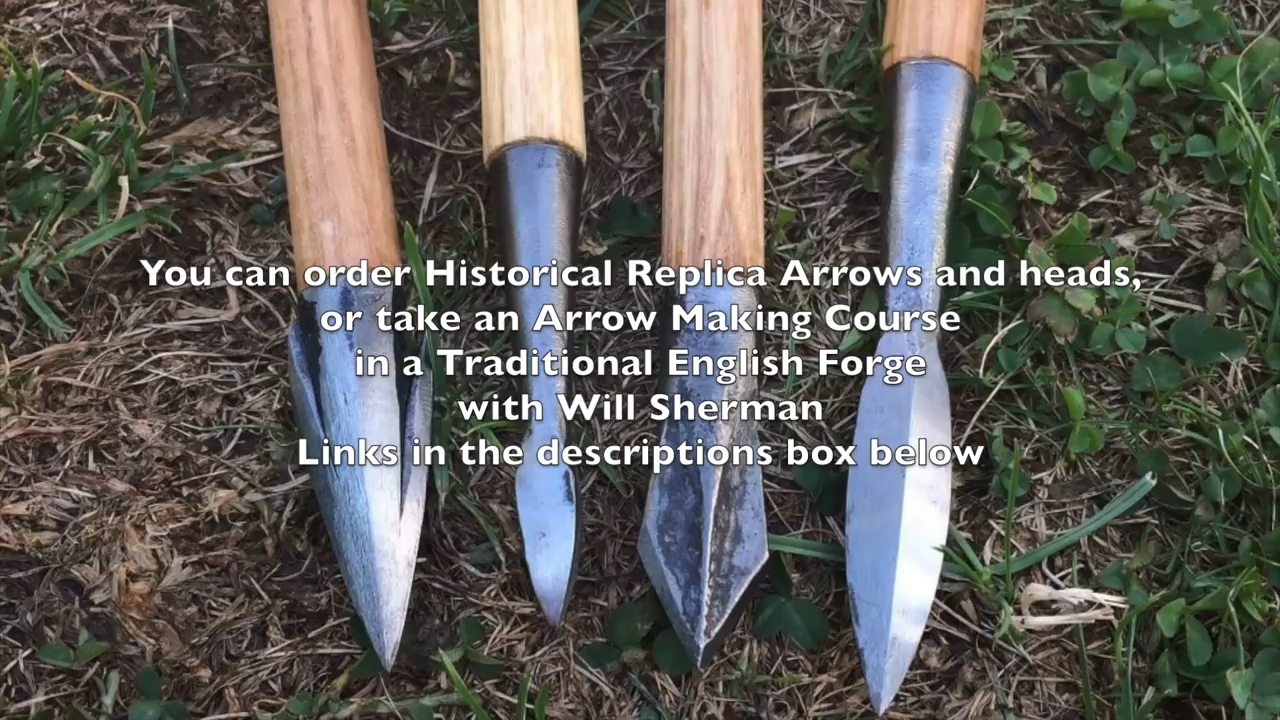 You can order Historical Replica Arrows and heads,
or take an Arrow Making Course
in a Traditional English Forge
with Will Sherman
Links in the descriptions box below